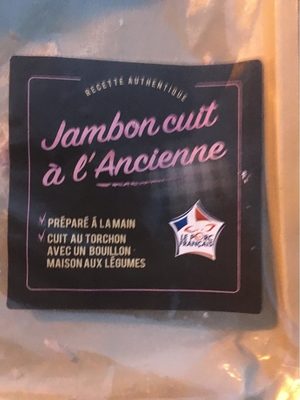 RECETTE AUTHENTIQUE
Jambon cuit
à l'Ancienne
PRÉPARÉ À LA MAIN
CUIT AU TORCHON
AVEC UN BOUILLON
MAISON AUX LÉGUMES
LE PORC
FRANÇAIS